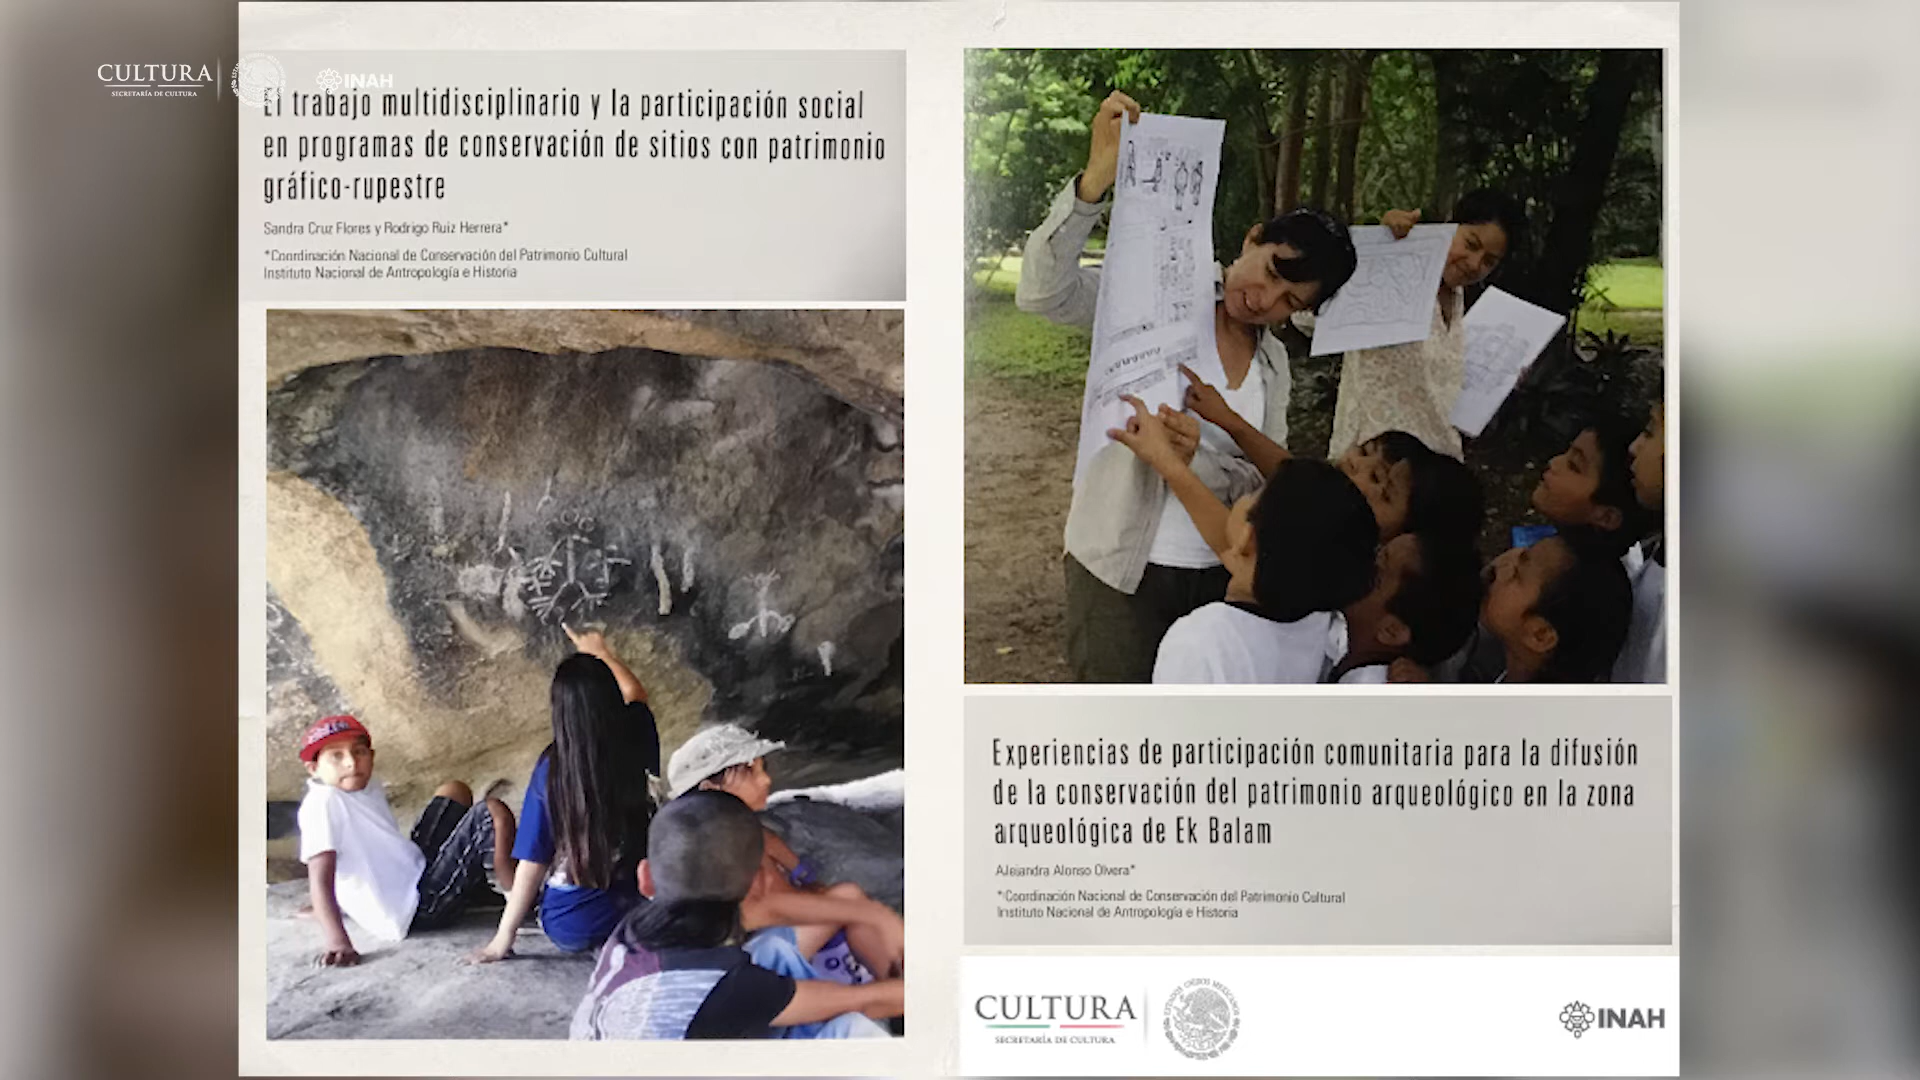 CULTURA
SECRETARÍA DE CULTURA
INAH
El trabajo multidisciplinario y la participación social
en programas de conservación de sitios con patrimonio
gráfico-rupestre
Sandra Cruz Flores y Rodrigo Ruiz Herrera*
*Coordinación Nacional de Conservación del Patrimonio Cultural
Instituto Nacional de Antropología e Historia
Experiencias de participación comunitaria para la difusión
de la conservación del patrimonio arqueológico en la zona
arqueológica de Ek Balam
Alejandra Alonso Olvera*
*Coordinación Nacional de Conservación del Patrimonio Cultural
Instituto Nacional de Antropología e Historia
CULTURA
SECRETARÍA DE CULTURA
ESTADOS UNIDOS MEXICANOS
INAH